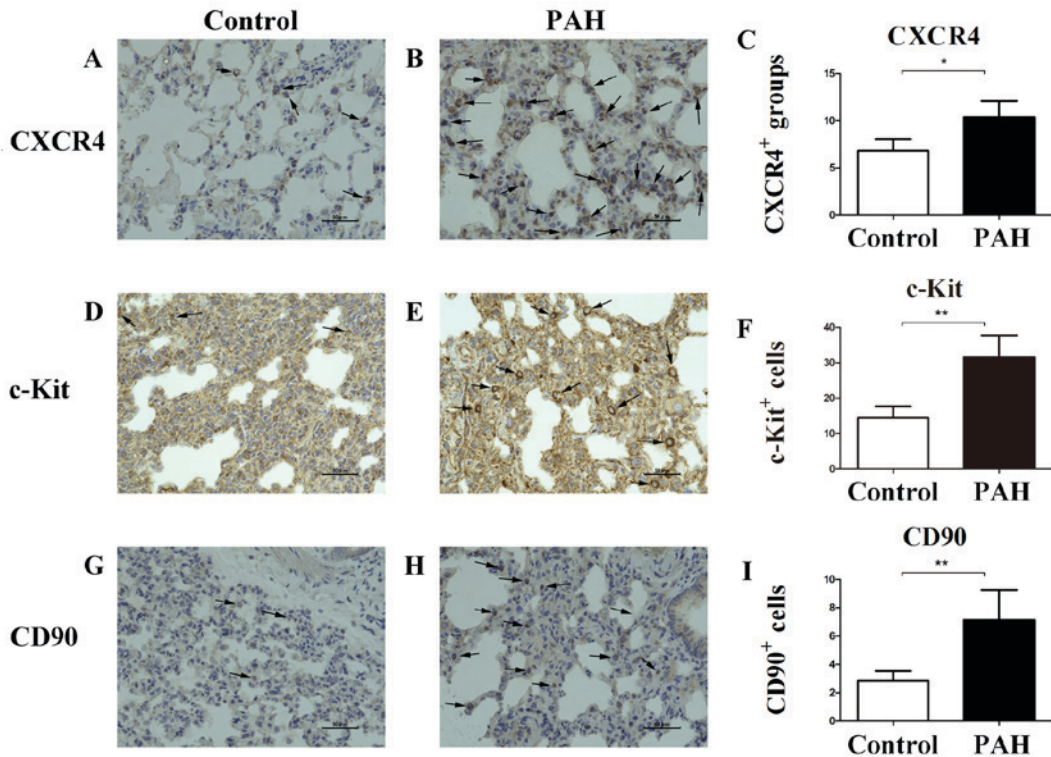 Control
PAH
A
B
C
CXCR4
CXCR4
CXCR4+ groups
*
15
10
5
0
Control
PAH
D
E
F
c-Kit
c-Kit
c-Kit+ cells
**
40
30
20
10
0
Control
PAH
G
H
I
CD90
CD90
CD90+ cells
**
10
8
6
4
2
0
Control
PAH